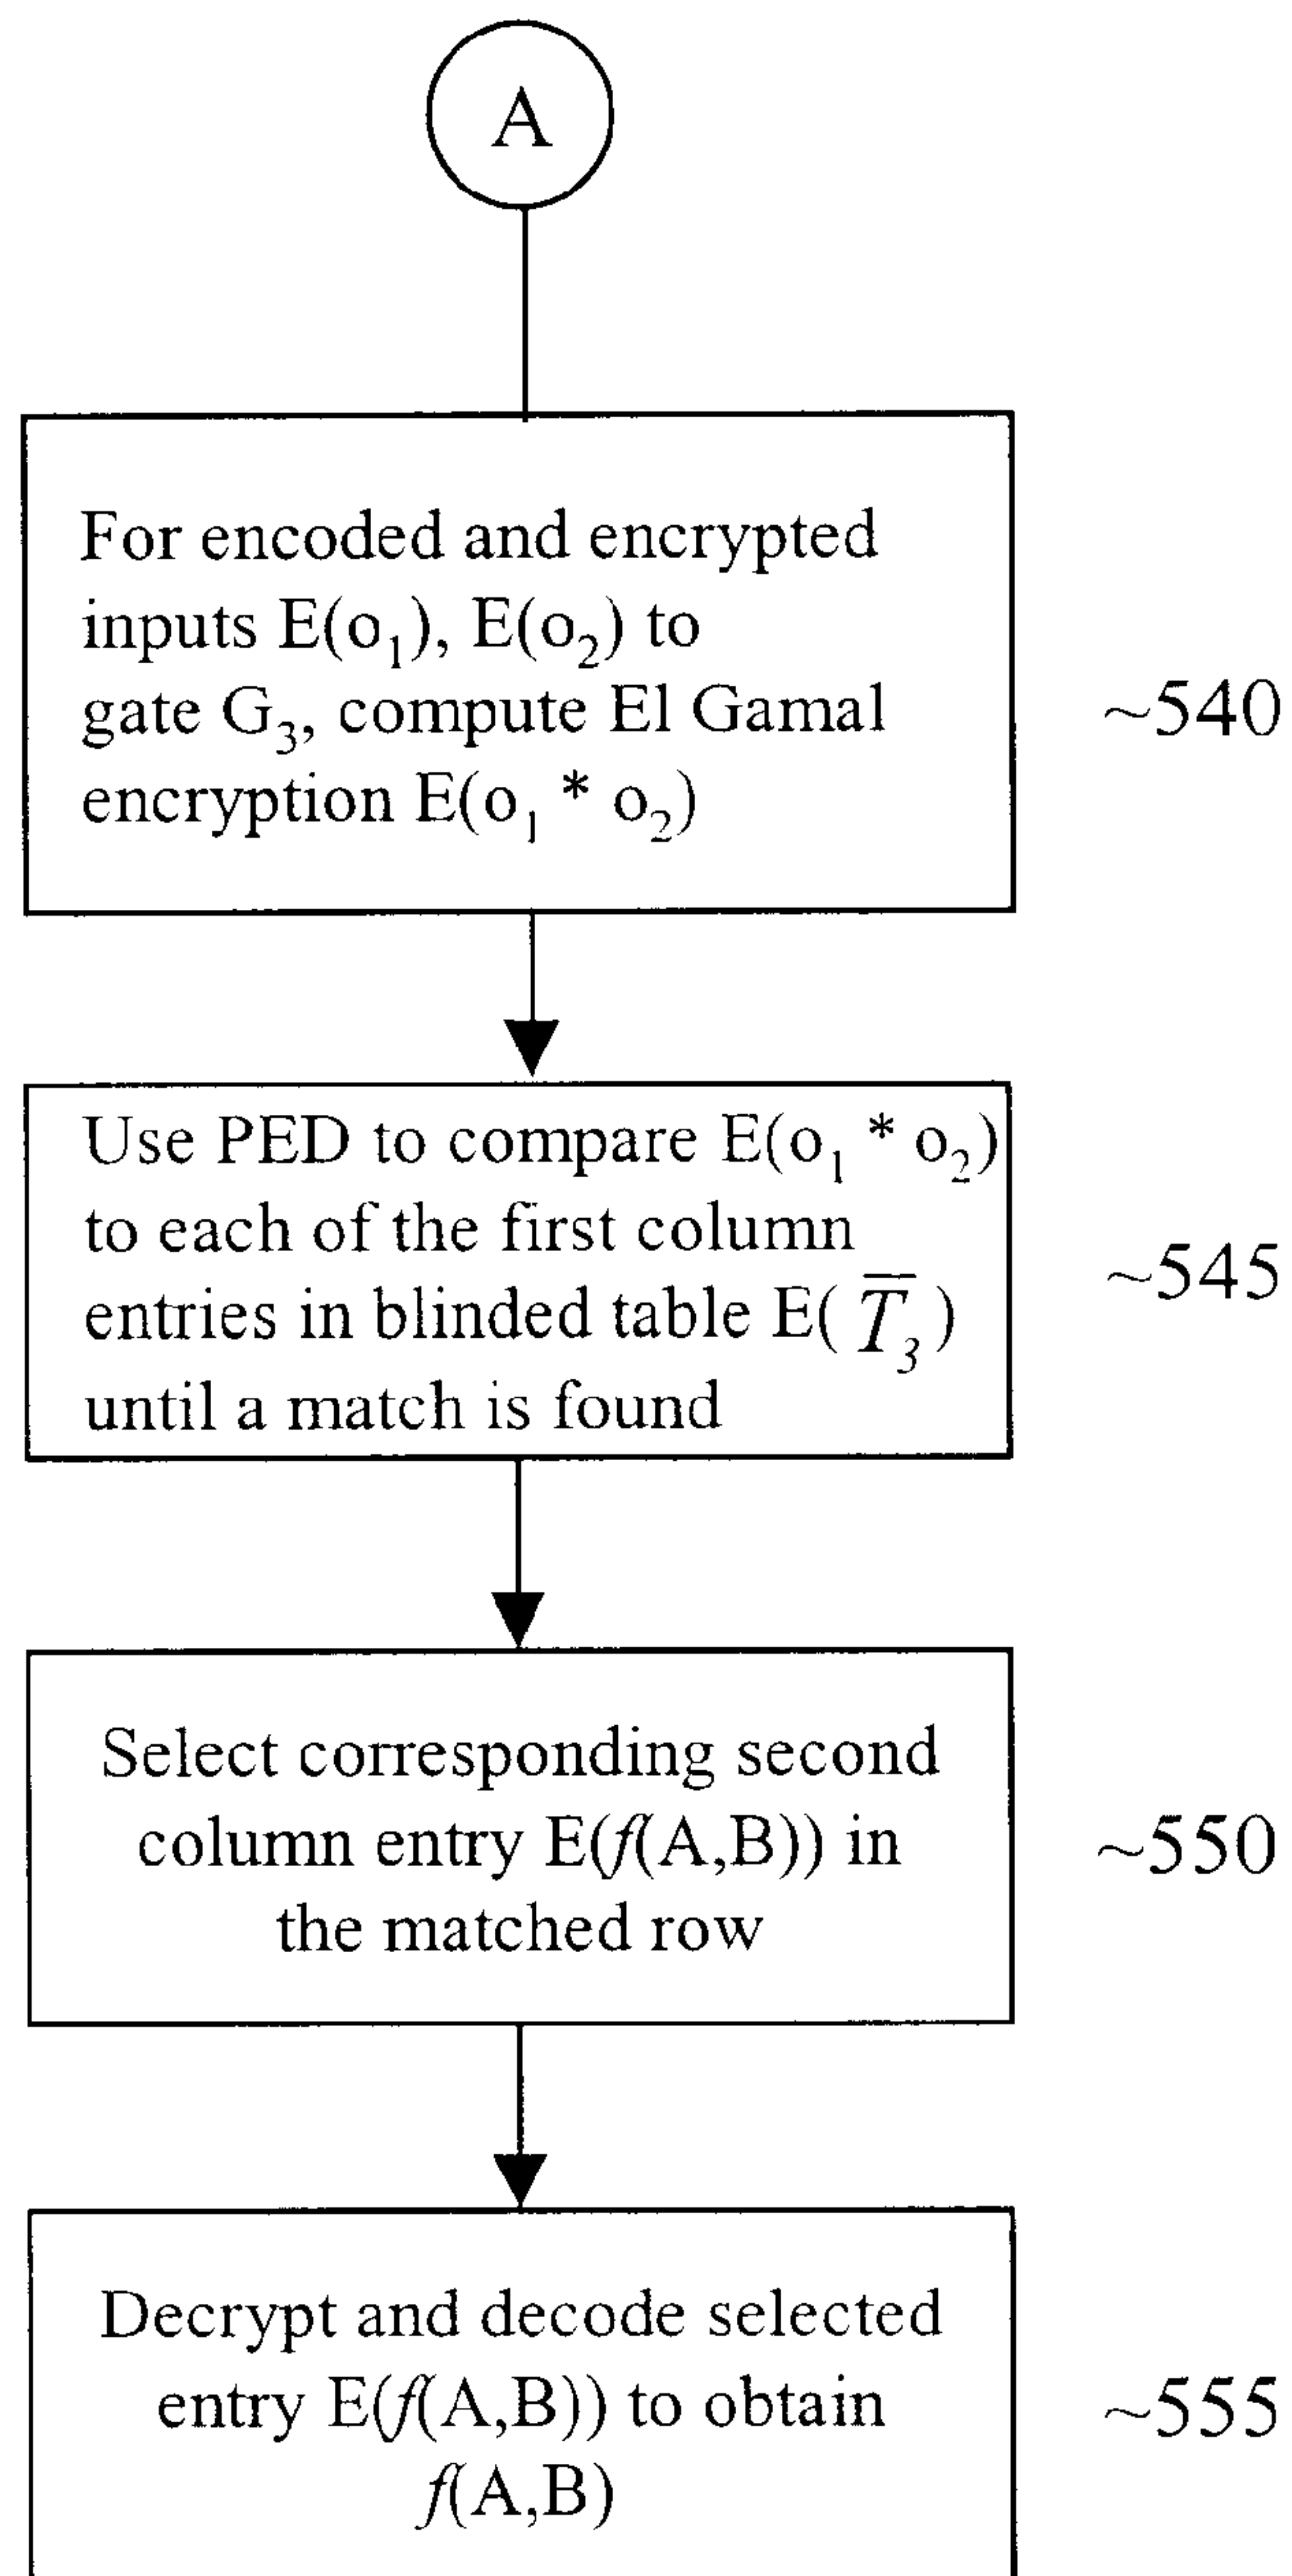 A
For encoded and encrypted
inputs E(o₁), E(o₂) to
gate G₃, compute El Gamal
encryption E(o₁ * o₂)
~540
Use PED to compare E(o₁ * o₂)
to each of the first column
entries in blinded table E( T̅₃ )
until a match is found
~545
Select corresponding second
column entry E(f(A,B)) in
the matched row
~550
Decrypt and decode selected
entry E(f(A,B)) to obtain
f(A,B)
~555